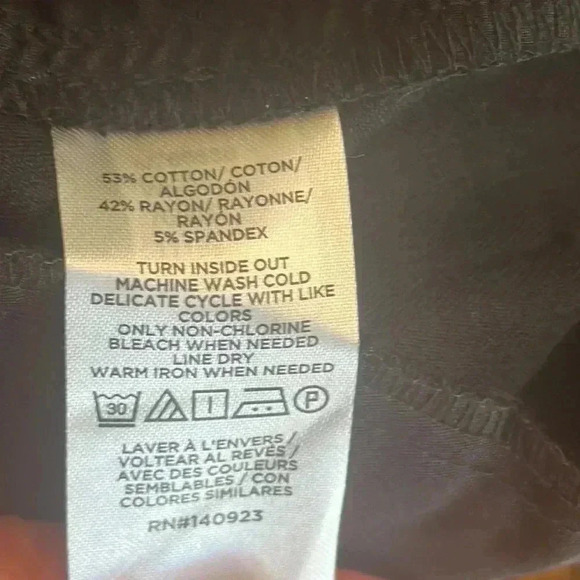 53% COTTON/ COTON/
ALGODÓN
42% RAYON/ RAYONNE/
RAYÓN
5% SPANDEX
TURN INSIDE OUT
MACHINE WASH COLD
DELICATE CYCLE WITH LIKE
COLORS
ONLY NON-CHLORINE
BLEACH WHEN NEEDED
LINE DRY
WARM IRON WHEN NEEDED
30 P
LAVER À L'ENVERS/
VOLTEAR AL REVÉS/
AVEC DES COULEURS
SEMBLABLES / CON
COLORES SIMILARES
RN#140923